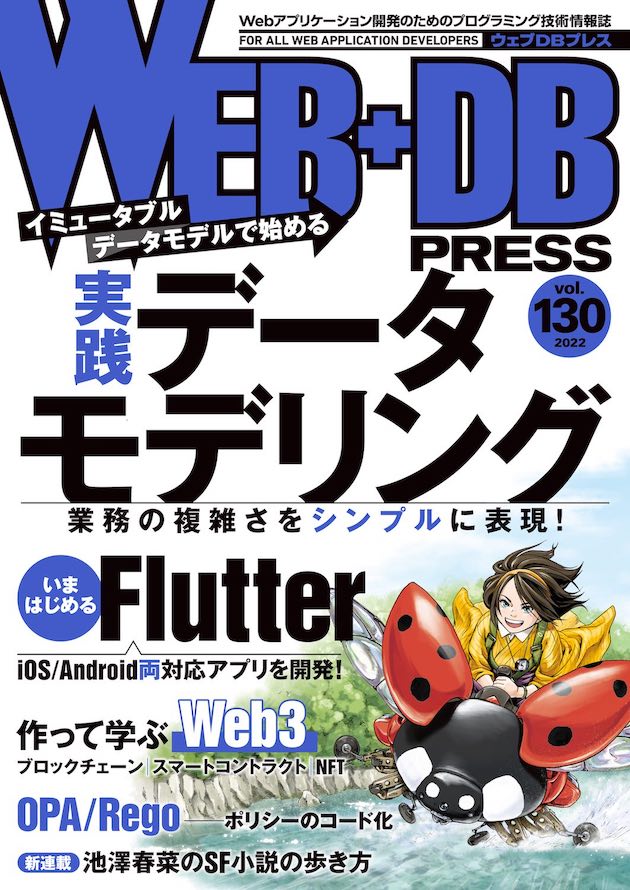 Webアプリケーション開発のためのプログラミング技術情報誌
FOR ALL WEB APPLICATION DEVELOPERS ウェブDBプレス
WEB+DB
PRESS
イミュータブル
データモデルで始める
vol.
130
2022
実践データ
モデリング
業務の複雑さをシンプルに表現!
いま
はじめる
Flutter
iOS/Android両対応アプリを開発!
作って学ぶ Web3
ブロックチェーン|スマートコントラクト|NFT
OPA/Rego——ポリシーのコード化
新連載 池澤春菜のSF小説の歩き方